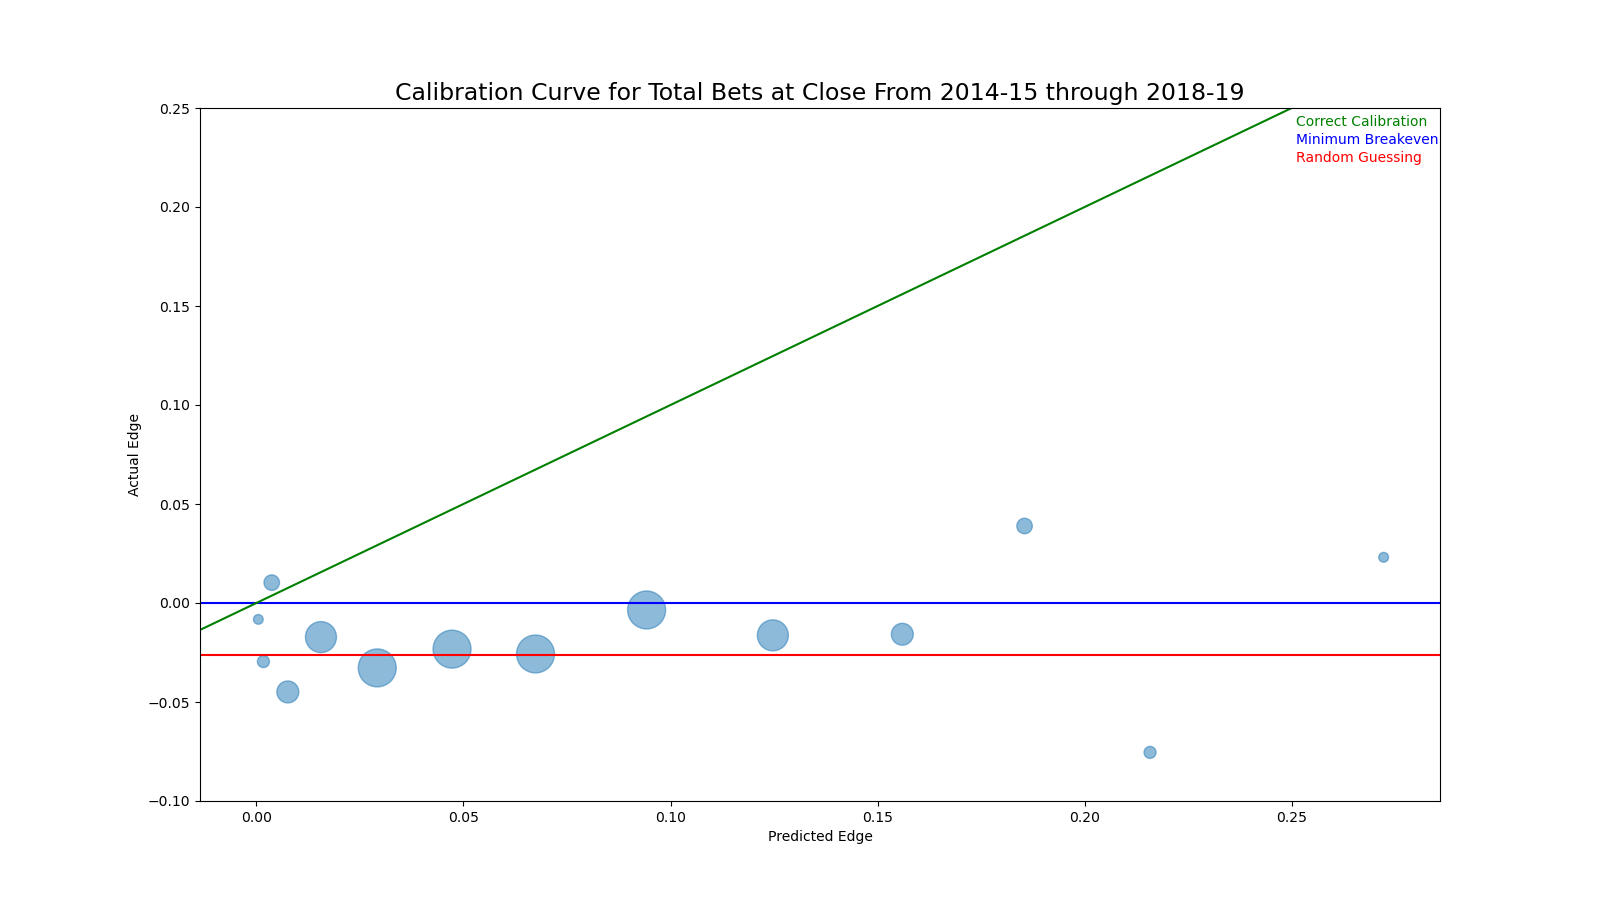 Calibration Curve for Total Bets at Close From 2014-15 through 2018-19
Correct Calibration
Minimum Breakeven
Random Guessing
0.25
0.20
0.15
0.10
0.05
0.00
−0.05
−0.10
Actual Edge
0.00 0.05 0.10 0.15 0.20 0.25
Predicted Edge